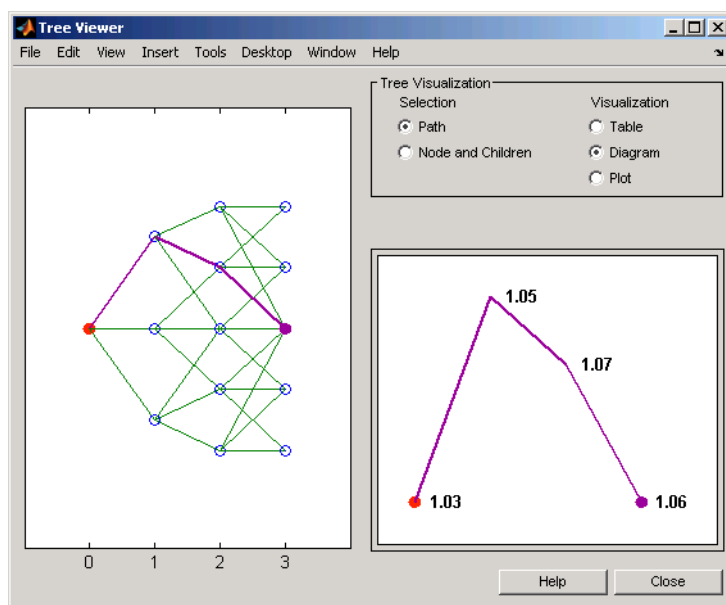 Tree Viewer
File Edit View Insert Tools Desktop Window Help
Tree Visualization
Selection Visualization
Path Table
Node and Children Diagram
Plot
1.05
1.07
1.03 1.06
0 1 2 3
Help Close